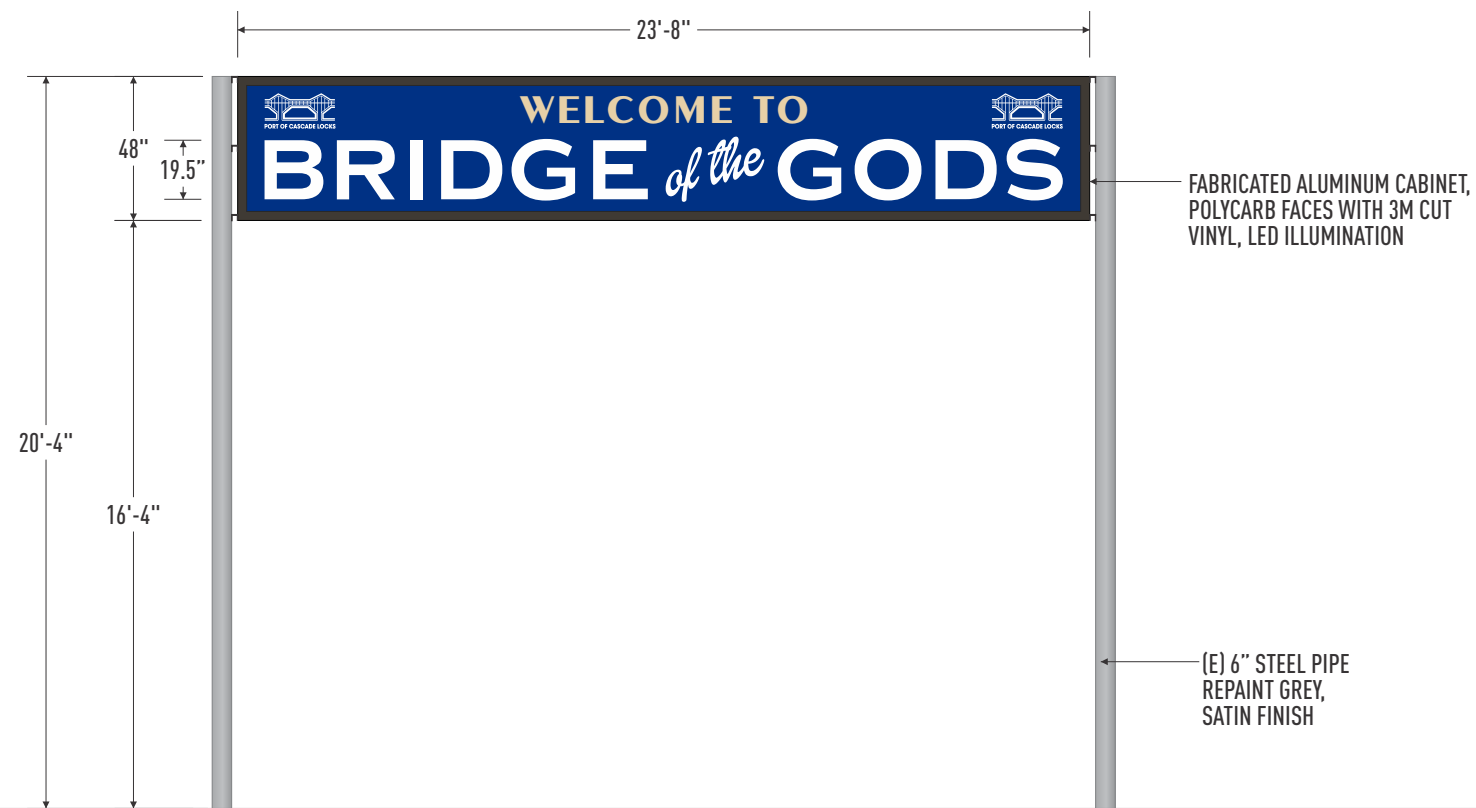 23'-8"
WELCOME TO
PORT OF CASCADE LOCKS
PORT OF CASCADE LOCKS
BRIDGE of the GODS
48"
19.5”
FABRICATED ALUMINUM CABINET,
POLYCARB FACES WITH 3M CUT
VINYL, LED ILLUMINATION
20'-4"
16'-4"
(E) 6” STEEL PIPE
REPAINT GREY,
SATIN FINISH